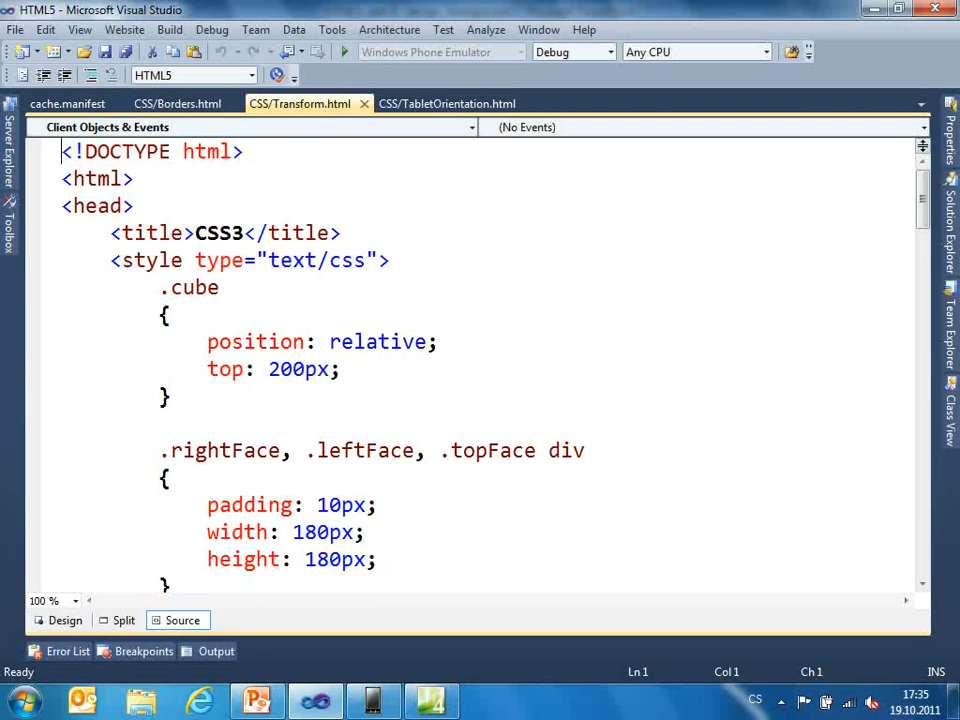 HTML5 - Microsoft Visual Studio
File Edit View Website Build Debug Team Data Tools Architecture Test Analyze Window Help
Windows Phone Emulator Debug Any CPU
HTML5
cache.manifest CSS/Borders.html CSS/Transform.html CSS/TabletOrientation.html
Client Objects & Events (No Events)
Server Explorer
Toolbox
<!DOCTYPE html>
<html>
<head>
<title>CSS3</title>
<style type="text/css">
.cube
{
position: relative;
top: 200px;
}
.rightFace, .leftFace, .topFace div
{
padding: 10px;
width: 180px;
height: 180px;
}
Properties
Solution Explorer
Team Explorer
Class View
100 %
Design Split Source
Error List Breakpoints Output
Ready Ln 1 Col 1 Ch 1 INS
CS 17:35
19.10.2011